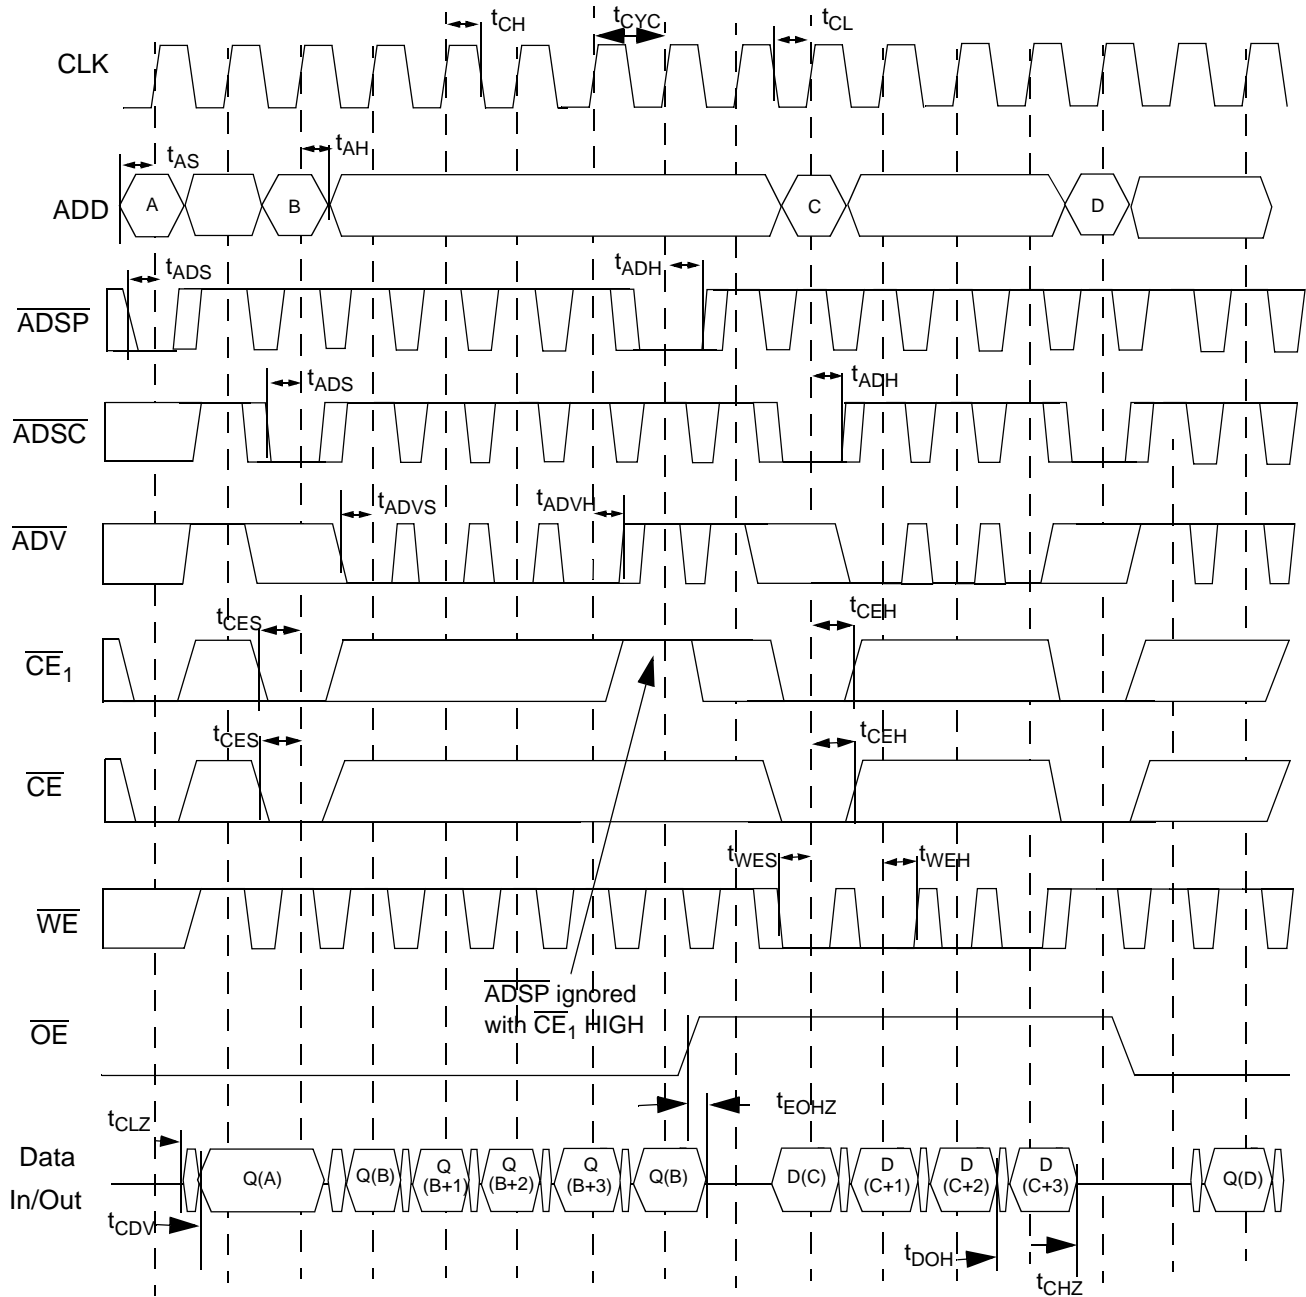 tCH
tCYC
tCL
CLK
tAS
tAH
ADD
A
B
C
D
tADS
tADH
ADSP
tADS
tADH
ADSC
tADVS
tADVH
ADV
tCES
tCEH
CE1
tCES
tCEH
CE
tWES
tWEH
WE
ADSP ignored
with CE1 HIGH
OE
tCLZ
tEOHZ
Data
In/Out
Q(A)
Q(B)
Q
(B+1)
Q
(B+2)
Q
(B+3)
Q(B)
D(C)
D
(C+1)
D
(C+2)
D
(C+3)
Q(D)
tCDV
tDOH
tCHZ